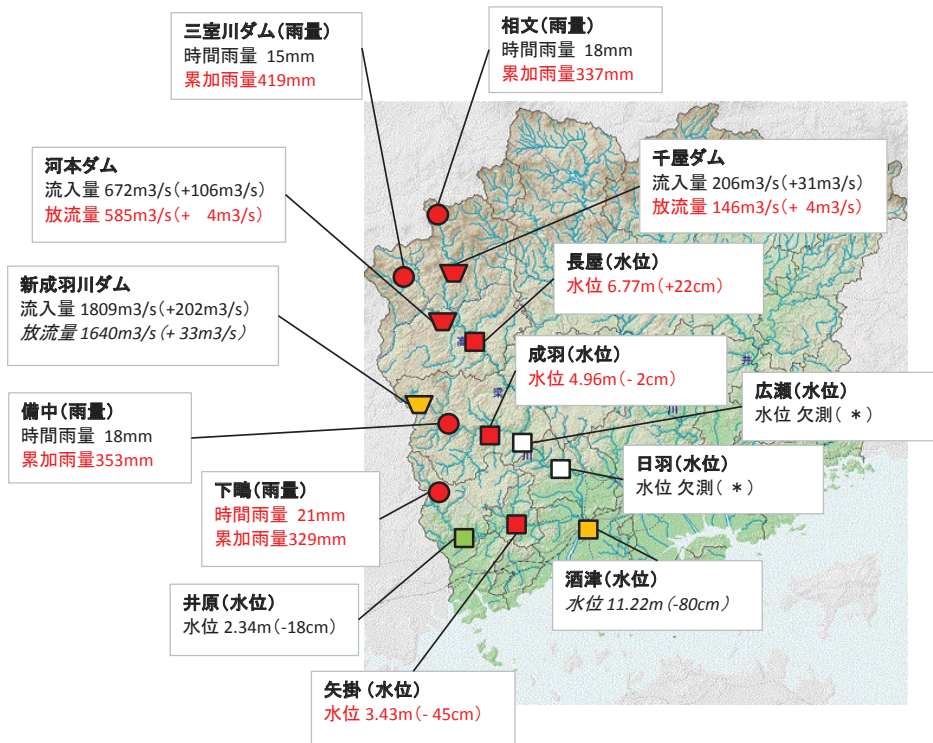 三室川ダム(雨量)
時間雨量 15mm
累加雨量419mm
相文(雨量)
時間雨量 18mm
累加雨量337mm
河本ダム
流入量 672m3/s(+106m3/s)
放流量 585m3/s(+ 4m3/s)
千屋ダム
流入量 206m3/s(+31m3/s)
放流量 146m3/s(+ 4m3/s)
新成羽川ダム
流入量 1809m3/s(+202m3/s)
放流量 1640m3/s(+ 33m3/s)
長屋(水位)
水位 6.77m(+22cm)
高
成羽(水位)
水位 4.96m(- 2cm)
井
梁
広瀬(水位)
水位 欠測( *)
川
備中(雨量)
時間雨量 18mm
累加雨量353mm
川
日羽(水位)
水位 欠測( *)
下鴫(雨量)
時間雨量 21mm
累加雨量329mm
酒津(水位)
水位 11.22m(-80cm)
井原(水位)
水位 2.34m(-18cm)
矢掛(水位)
水位 3.43m(- 45cm)